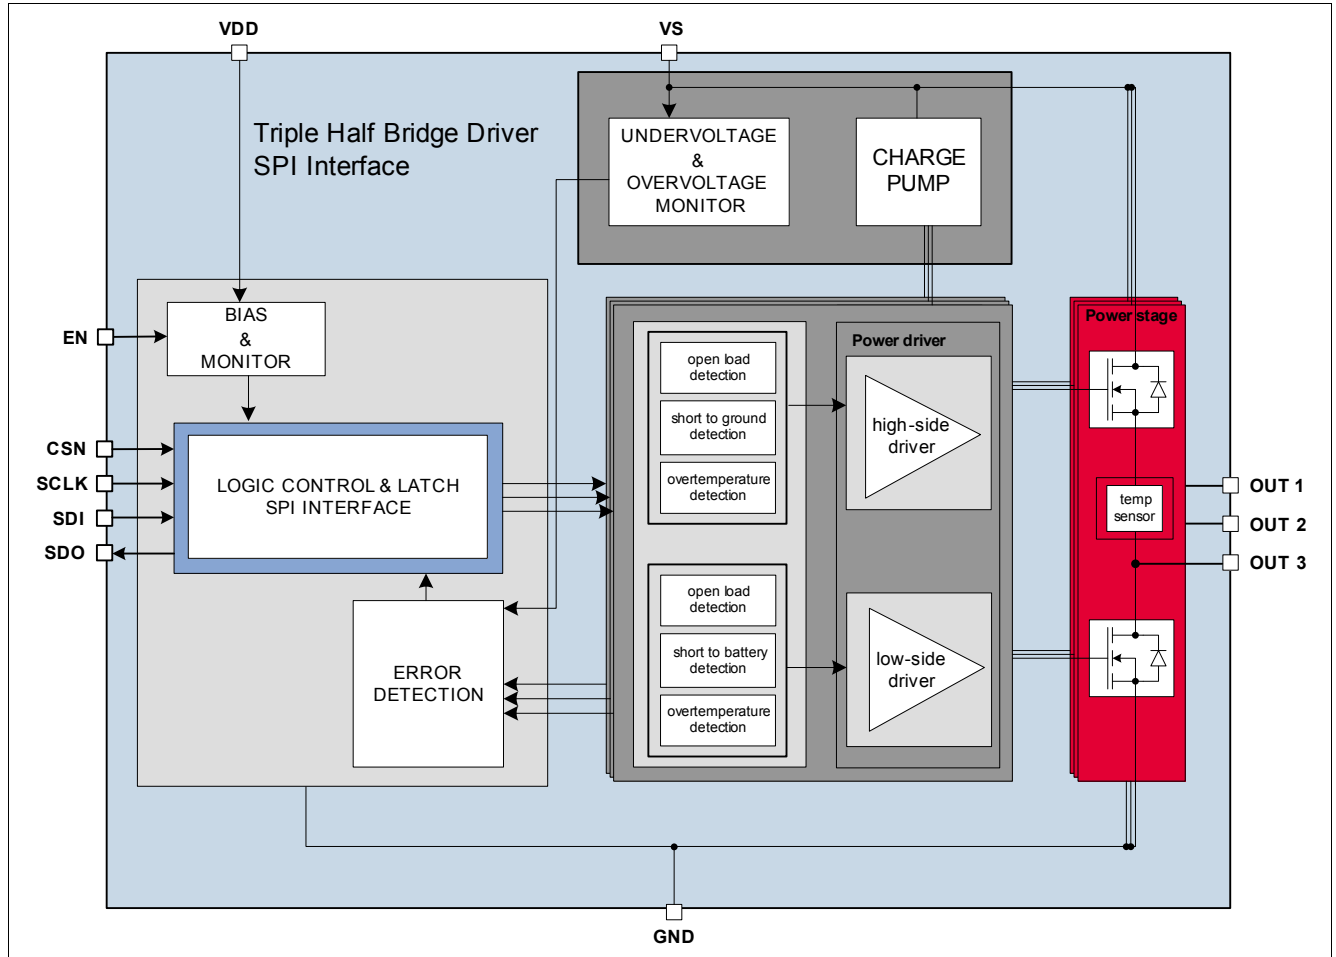 VDD
VS
Triple Half Bridge Driver
SPI Interface
UNDERVOLTAGE
&
OVERVOLTAGE
MONITOR
CHARGE
PUMP
EN
BIAS
&
MONITOR
CSN
SCLK
SDI
SDO
LOGIC CONTROL & LATCH
SPI INTERFACE
ERROR
DETECTION
open load
detection
short to ground
detection
overtemperature
detection
open load
detection
short to battery
detection
overtemperature
detection
Power driver
high-side
driver
low-side
driver
Power stage
temp
sensor
OUT 1
OUT 2
OUT 3
GND